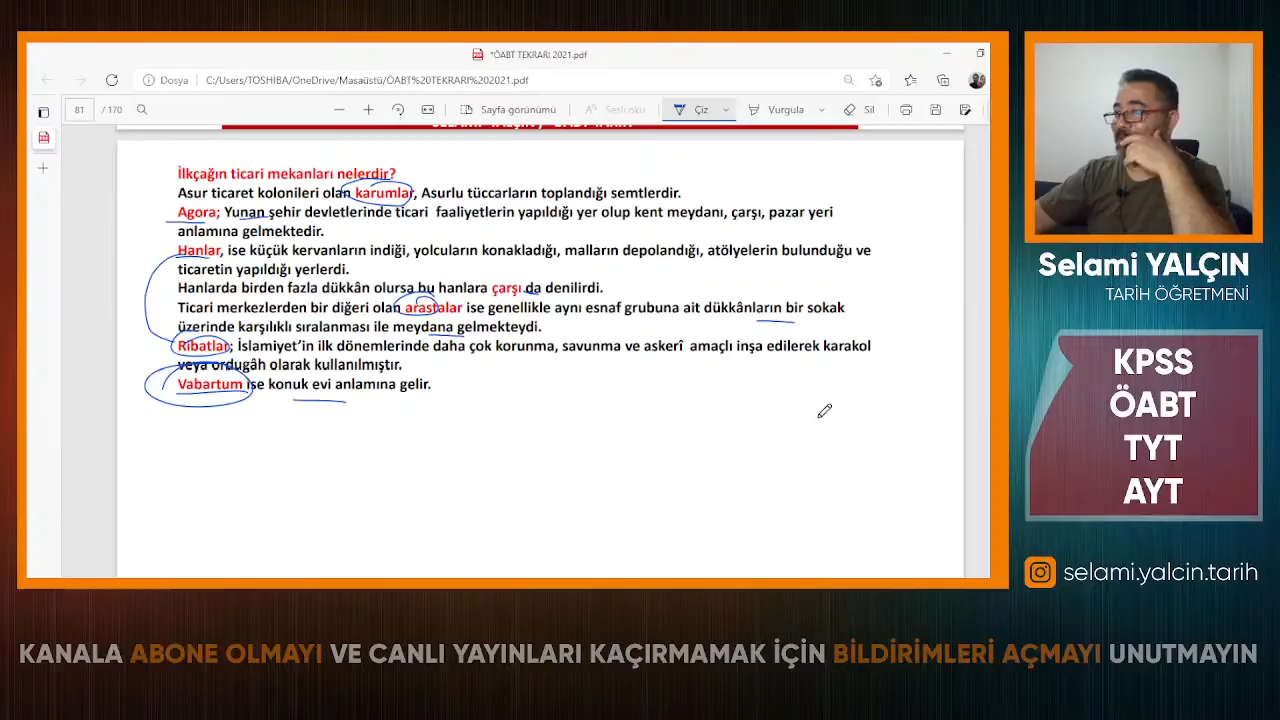 *ÖABT TEKRARI 2021.pdf
Dosya
C:/Users/TOSHİBA/OneDrive/Masaüstü/ÖABT%20TEKRARI%202021.pdf
81 / 170
Sayfa görünümü
Sesli oku
Çiz
Vurgula
Sil
İlkçağın ticari mekanları nelerdir?
Asur ticaret kolonileri olan karumlar, Asurlu tüccarların toplandığı semtlerdir.
Agora; Yunan şehir devletlerinde ticari faaliyetlerin yapıldığı yer olup kent meydanı, çarşı, pazar yeri
anlamına gelmektedir.
Hanlar, ise küçük kervanların indiği, yolcuların konakladığı, malların depolandığı, atölyelerin bulunduğu ve
ticaretin yapıldığı yerlerdi.
Hanlarda birden fazla dükkân olursa bu hanlara çarşı da denilirdi.
Ticari merkezlerden bir diğeri olan arastalar ise genellikle aynı esnaf grubuna ait dükkânların bir sokak
üzerinde karşılıklı sıralanması ile meydana gelmekteydi.
Ribatlar; İslamiyet’in ilk dönemlerinde daha çok korunma, savunma ve askerî amaçlı inşa edilerek karakol
veya ordugâh olarak kullanılmıştır.
Vabartum ise konuk evi anlamına gelir.
Selami YALÇIN
TARİH ÖĞRETMENİ
KPSS
ÖABT
TYT
AYT
selami.yalcin.tarih
KANALA ABONE OLMAYI VE CANLI YAYINLARI KAÇIRMAMAK İÇİN BİLDİRİMLERİ AÇMAYI UNUTMAYIN